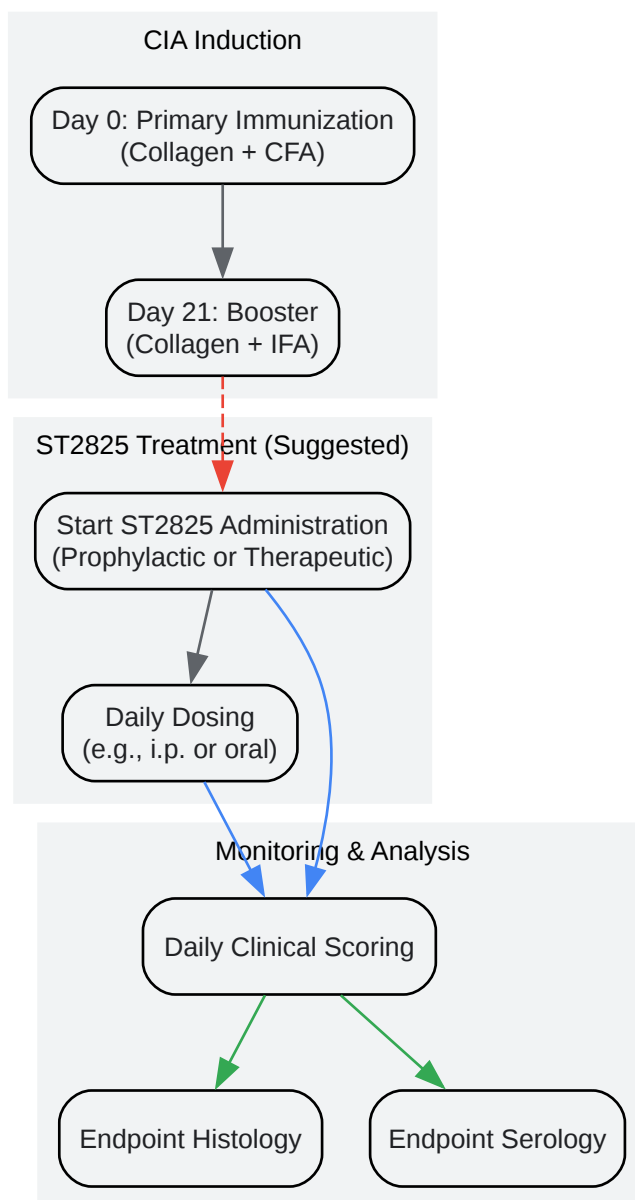 CIA Induction
Day 0: Primary Immunization
(Collagen + CFA)
Day 21: Booster
(Collagen + IFA)
ST2825 Treatment (Suggested)
Start ST2825 Administration
(Prophylactic or Therapeutic)
Daily Dosing
(e.g., i.p. or oral)
Monitoring & Analysis
Daily Clinical Scoring
Endpoint Histology
Endpoint Serology